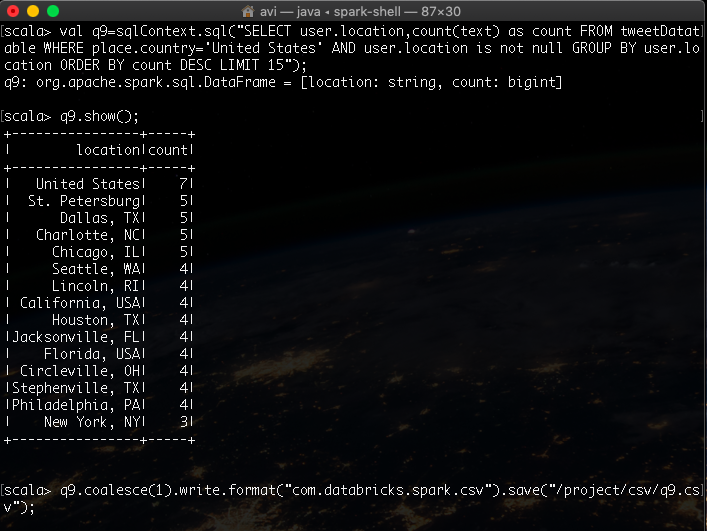 avi — java ◂ spark-shell — 87×30
[scala> val q9=sqlContext.sql("SELECT user.location,count(text) as count FROM tweetDatat]
able WHERE place.country='United States' AND user.location is not null GROUP BY user.lo
cation ORDER BY count DESC LIMIT 15");
q9: org.apache.spark.sql.DataFrame = [location: string, count: bigint]
[scala> q9.show(); ]
+----------------+-----+
|        location|count|
+----------------+-----+
|   United States|    7|
|  St. Petersburg|    5|
|      Dallas, TX|    5|
|   Charlotte, NC|    5|
|     Chicago, IL|    5|
|     Seattle, WA|    4|
|     Lincoln, RI|    4|
| California, USA|    4|
|     Houston, TX|    4|
|Jacksonville, FL|    4|
|    Florida, USA|    4|
| Circleville, OH|    4|
|Stephenville, TX|    4|
|Philadelphia, PA|    4|
|    New York, NY|    3|
+----------------+-----+
[scala> q9.coalesce(1).write.format("com.databricks.spark.csv").save("/project/csv/q9.cs]
v");